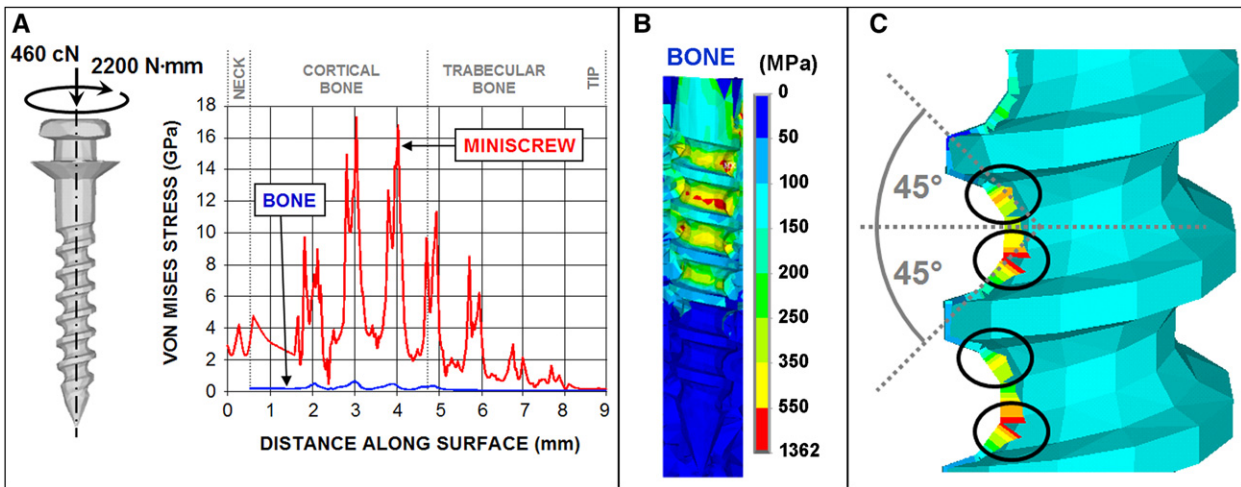 A
460 cN
2200 N·mm
NECK
CORTICAL
BONE
TRABECULAR
BONE
TIP
VON MISES STRESS (GPa)
18
16
14
12
10
8
6
4
2
0
MINISCREW
BONE
0 1 2 3 4 5 6 7 8 9
DISTANCE ALONG SURFACE (mm)
B
BONE
(MPa)
0
50
100
150
200
250
350
550
1362
C
45°
45°